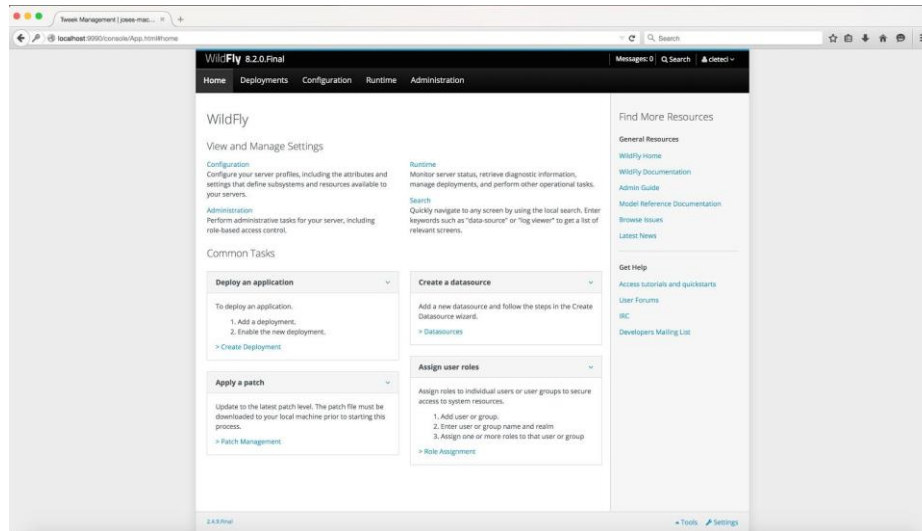 Tweek Management | joses-mac...
localhost:9990/console/App.html#home
Search
WildFly 8.2.0.Final
Messages: 0
Search
cleteci
Home
Deployments
Configuration
Runtime
Administration
WildFly
View and Manage Settings
Configuration
Configure your server profiles, including the attributes and
settings that define subsystems and resources available to
your servers.
Administration
Perform administrative tasks for your server, including
role-based access control.
Runtime
Monitor server status, retrieve diagnostic information,
manage deployments, and perform other operational tasks.
Search
Quickly navigate to any screen by using the local search. Enter
keywords such as "data-source" or "log viewer" to get a list of
relevant screens.
Common Tasks
Deploy an application
To deploy an application.
1. Add a deployment.
2. Enable the new deployment.
> Create Deployment
Apply a patch
Update to the latest patch level. The patch file must be
downloaded to your local machine prior to starting this
process.
> Patch Management
Create a datasource
Add a new datasource and follow the steps in the Create
Datasource wizard.
> Datasources
Assign user roles
Assign roles to individual users or user groups to secure
access to system resources.
1. Add user or group.
2. Enter user or group name and realm
3. Assign one or more roles to that user or group
> Role Assignment
Find More Resources
General Resources
WildFly Home
WildFly Documentation
Admin Guide
Model Reference Documentation
Browse Issues
Latest News
Get Help
Access tutorials and quickstarts
User Forums
IRC
Developers Mailing List
2.4.9.Final
Tools
Settings